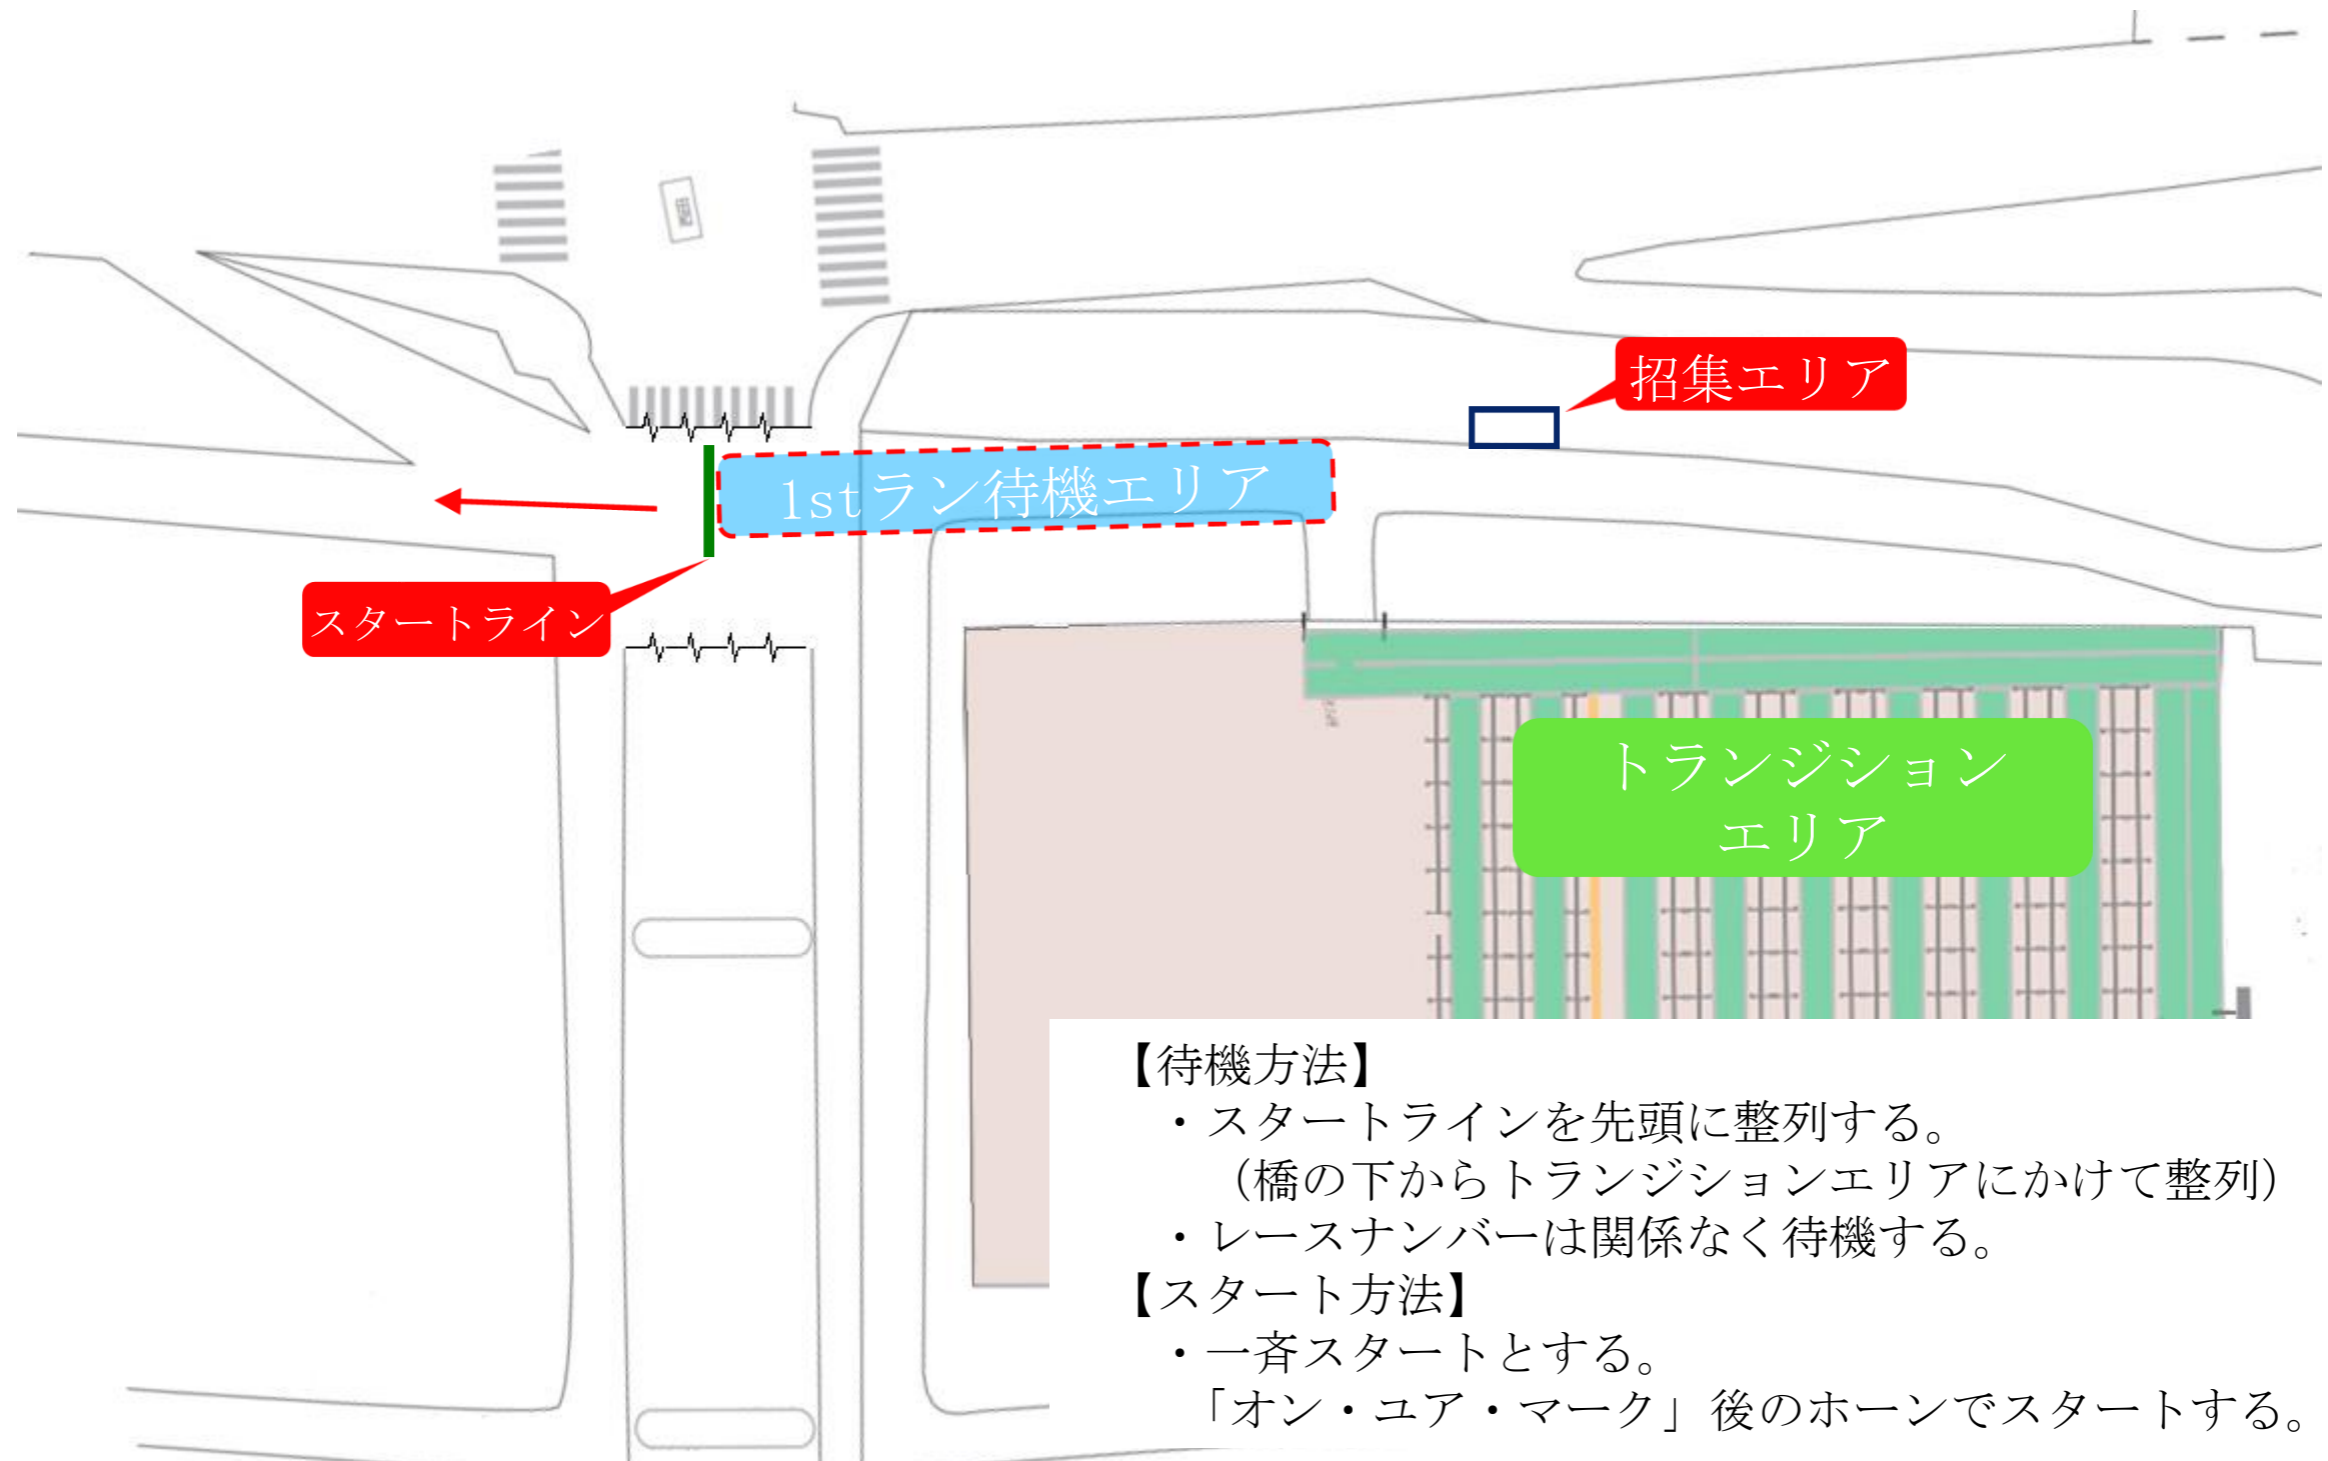 招集エリア
1stラン待機エリア
スタートライン
トランジション
エリア
【待機方法】
・スタートラインを先頭に整列する。
（橋の下からトランジションエリアにかけて整列）
・レースナンバーは関係なく待機する。
【スタート方法】
・一斉スタートとする。
「オン・ユア・マーク」後のホーンでスタートする。